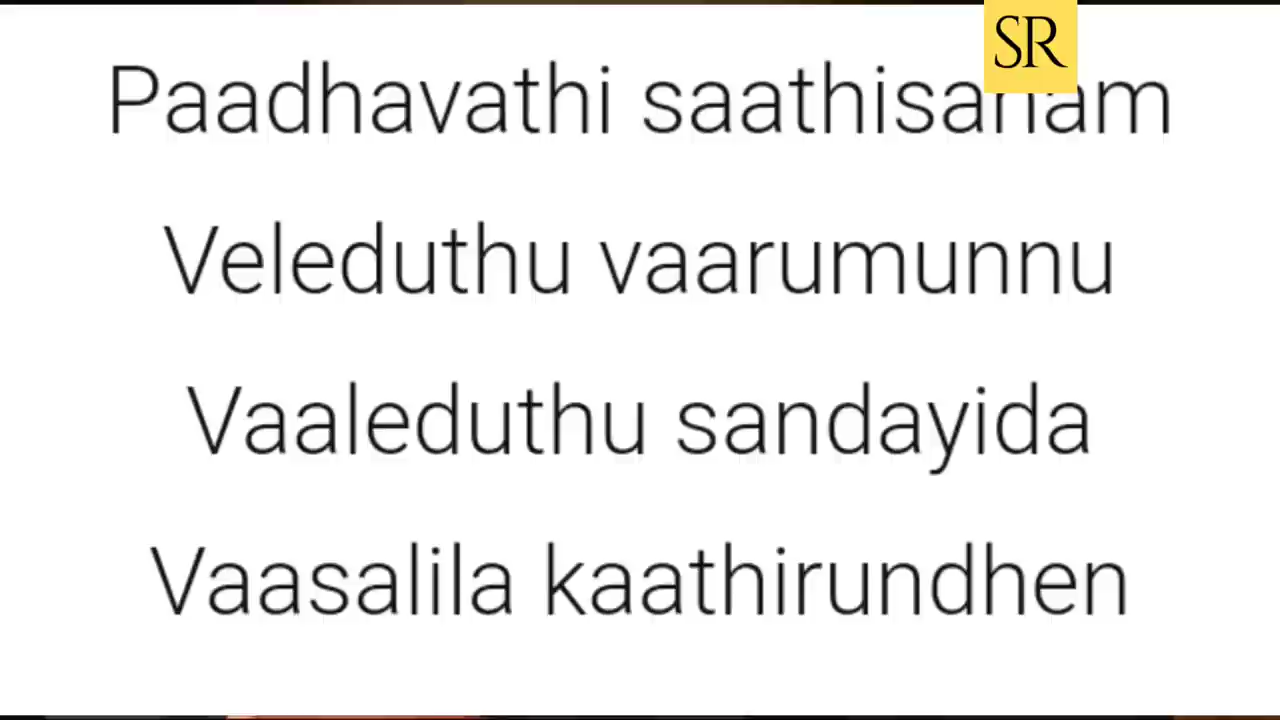 SR
Paadhavathi saathisanam
Veleduthu vaarumunnu
Vaaleduthu sandayida
Vaasalila kaathirundhen